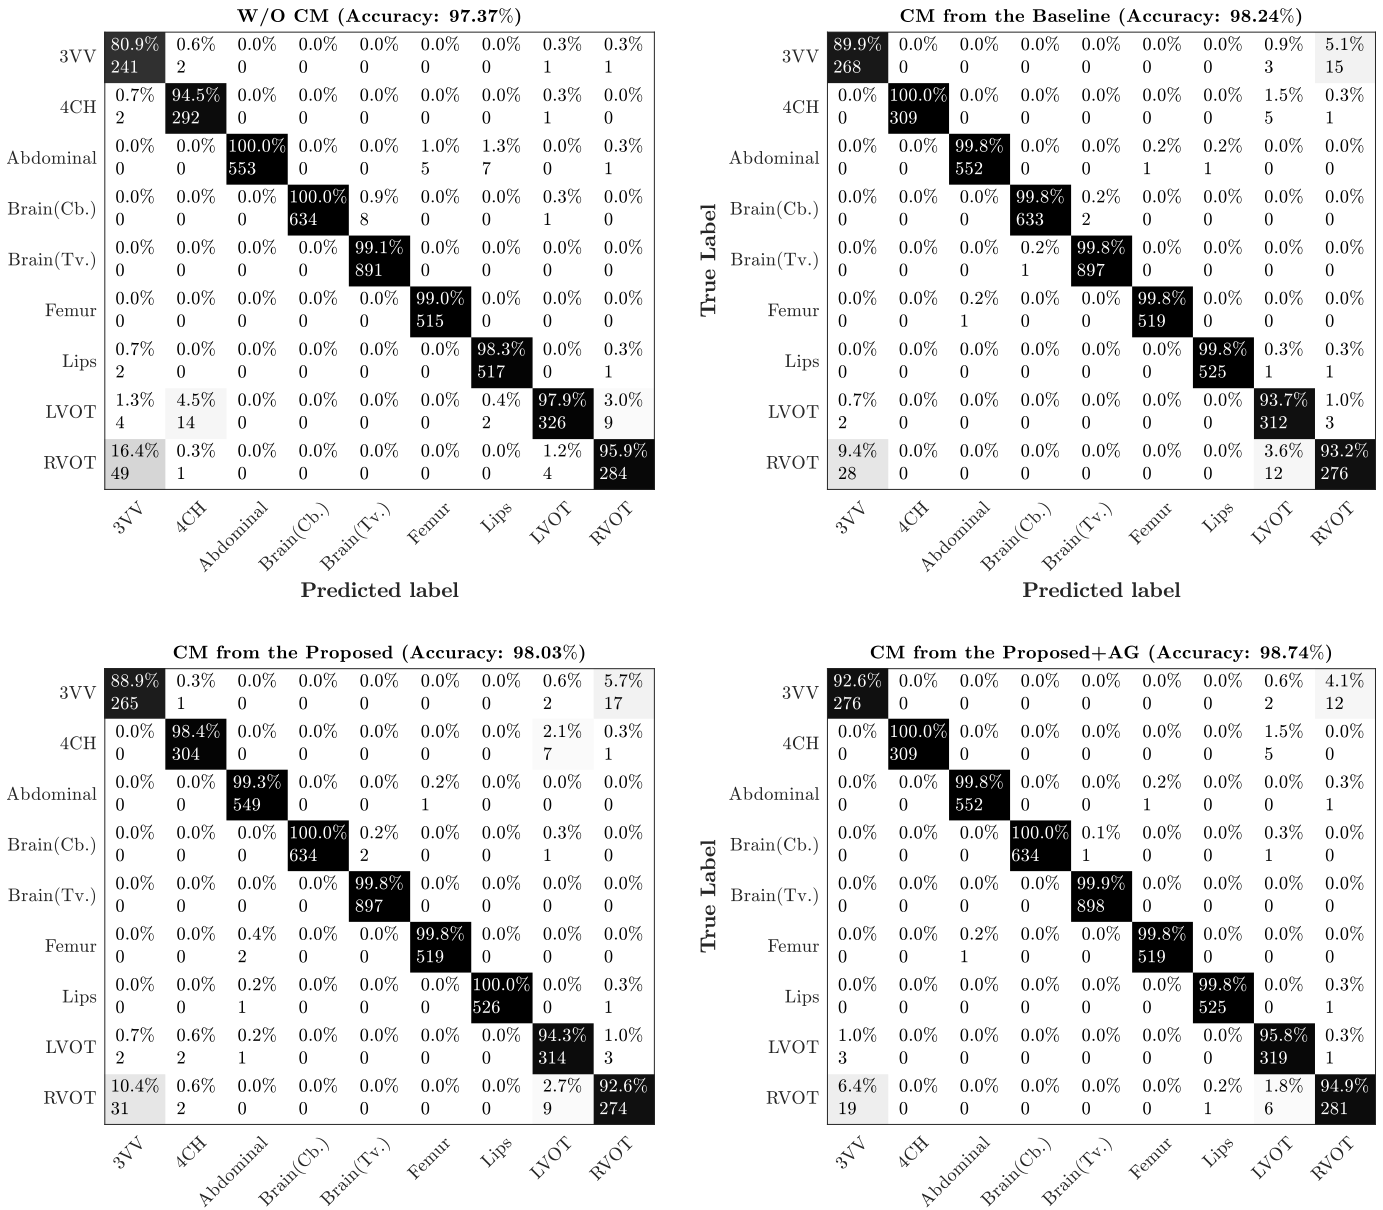 W/O CM (Accuracy: 97.37%)
3VV 80.9% 0.6% 0.0% 0.0% 0.0% 0.0% 0.0% 0.3% 0.3%
241 2 0 0 0 0 0 1 1
4CH 0.7% 94.5% 0.0% 0.0% 0.0% 0.0% 0.0% 0.3% 0.0%
2 292 0 0 0 0 0 1 0
Abdominal 0.0% 0.0% 100.0% 0.0% 0.0% 1.0% 1.3% 0.0% 0.3%
0 0 553 0 0 5 7 0 1
Brain(Cb.) 0.0% 0.0% 0.0% 100.0% 0.9% 0.0% 0.0% 0.3% 0.0%
0 0 0 634 8 0 0 1 0
Brain(Tv.) 0.0% 0.0% 0.0% 0.0% 99.1% 0.0% 0.0% 0.0% 0.0%
0 0 0 0 891 0 0 0 0
Femur 0.0% 0.0% 0.0% 0.0% 0.0% 99.0% 0.0% 0.0% 0.0%
0 0 0 0 0 515 0 0 0
Lips 0.7% 0.0% 0.0% 0.0% 0.0% 0.0% 98.3% 0.0% 0.3%
2 0 0 0 0 0 517 0 1
LVOT 1.3% 4.5% 0.0% 0.0% 0.0% 0.0% 0.4% 97.9% 3.0%
4 14 0 0 0 0 2 326 9
RVOT 16.4% 0.3% 0.0% 0.0% 0.0% 0.0% 0.0% 1.2% 95.9%
49 1 0 0 0 0 0 4 284
3VV 4CH Abdominal Brain(Cb.) Brain(Tv.) Femur Lips LVOT RVOT
Predicted label
CM from the Baseline (Accuracy: 98.24%)
True Label
3VV 89.9% 0.0% 0.0% 0.0% 0.0% 0.0% 0.0% 0.9% 5.1%
268 0 0 0 0 0 0 3 15
4CH 0.0% 100.0% 0.0% 0.0% 0.0% 0.0% 0.0% 1.5% 0.3%
0 309 0 0 0 0 0 5 1
Abdominal 0.0% 0.0% 99.8% 0.0% 0.0% 0.2% 0.2% 0.0% 0.0%
0 0 552 0 0 1 1 0 0
Brain(Cb.) 0.0% 0.0% 0.0% 99.8% 0.2% 0.0% 0.0% 0.0% 0.0%
0 0 0 633 2 0 0 0 0
Brain(Tv.) 0.0% 0.0% 0.0% 0.2% 99.8% 0.0% 0.0% 0.0% 0.0%
0 0 0 1 897 0 0 0 0
Femur 0.0% 0.0% 0.2% 0.0% 0.0% 99.8% 0.0% 0.0% 0.0%
0 0 1 0 0 519 0 0 0
Lips 0.0% 0.0% 0.0% 0.0% 0.0% 0.0% 99.8% 0.3% 0.3%
0 0 0 0 0 0 525 1 1
LVOT 0.7% 0.0% 0.0% 0.0% 0.0% 0.0% 0.0% 93.7% 1.0%
2 0 0 0 0 0 0 312 3
RVOT 9.4% 0.0% 0.0% 0.0% 0.0% 0.0% 0.0% 3.6% 93.2%
28 0 0 0 0 0 0 12 276
3VV 4CH Abdominal Brain(Cb.) Brain(Tv.) Femur Lips LVOT RVOT
Predicted label
CM from the Proposed (Accuracy: 98.03%)
3VV 88.9% 0.3% 0.0% 0.0% 0.0% 0.0% 0.0% 0.6% 5.7%
265 1 0 0 0 0 0 2 17
4CH 0.0% 98.4% 0.0% 0.0% 0.0% 0.0% 0.0% 2.1% 0.3%
0 304 0 0 0 0 0 7 1
Abdominal 0.0% 0.0% 99.3% 0.0% 0.0% 0.2% 0.0% 0.0% 0.0%
0 0 549 0 0 1 0 0 0
Brain(Cb.) 0.0% 0.0% 0.0% 100.0% 0.2% 0.0% 0.0% 0.3% 0.0%
0 0 0 634 2 0 0 1 0
Brain(Tv.) 0.0% 0.0% 0.0% 0.0% 99.8% 0.0% 0.0% 0.0% 0.0%
0 0 0 0 897 0 0 0 0
Femur 0.0% 0.0% 0.4% 0.0% 0.0% 99.8% 0.0% 0.0% 0.0%
0 0 2 0 0 519 0 0 0
Lips 0.0% 0.0% 0.2% 0.0% 0.0% 0.0% 100.0% 0.0% 0.3%
0 0 1 0 0 0 526 0 1
LVOT 0.7% 0.6% 0.2% 0.0% 0.0% 0.0% 0.0% 94.3% 1.0%
2 2 1 0 0 0 0 314 3
RVOT 10.4% 0.6% 0.0% 0.0% 0.0% 0.0% 0.0% 2.7% 92.6%
31 2 0 0 0 0 0 9 274
3VV 4CH Abdominal Brain(Cb.) Brain(Tv.) Femur Lips LVOT RVOT
CM from the Proposed+AG (Accuracy: 98.74%)
True Label
3VV 92.6% 0.0% 0.0% 0.0% 0.0% 0.0% 0.0% 0.6% 4.1%
276 0 0 0 0 0 0 2 12
4CH 0.0% 100.0% 0.0% 0.0% 0.0% 0.0% 0.0% 1.5% 0.0%
0 309 0 0 0 0 0 5 0
Abdominal 0.0% 0.0% 99.8% 0.0% 0.0% 0.2% 0.0% 0.0% 0.3%
0 0 552 0 0 1 0 0 1
Brain(Cb.) 0.0% 0.0% 0.0% 100.0% 0.1% 0.0% 0.0% 0.3% 0.0%
0 0 0 634 1 0 0 1 0
Brain(Tv.) 0.0% 0.0% 0.0% 0.0% 99.9% 0.0% 0.0% 0.0% 0.0%
0 0 0 0 898 0 0 0 0
Femur 0.0% 0.0% 0.2% 0.0% 0.0% 99.8% 0.0% 0.0% 0.0%
0 0 1 0 0 519 0 0 0
Lips 0.0% 0.0% 0.0% 0.0% 0.0% 0.0% 99.8% 0.0% 0.3%
0 0 0 0 0 0 525 0 1
LVOT 1.0% 0.0% 0.0% 0.0% 0.0% 0.0% 0.0% 95.8% 0.3%
3 0 0 0 0 0 0 319 1
RVOT 6.4% 0.0% 0.0% 0.0% 0.0% 0.0% 0.2% 1.8% 94.9%
19 0 0 0 0 0 1 6 281
3VV 4CH Abdominal Brain(Cb.) Brain(Tv.) Femur Lips LVOT RVOT